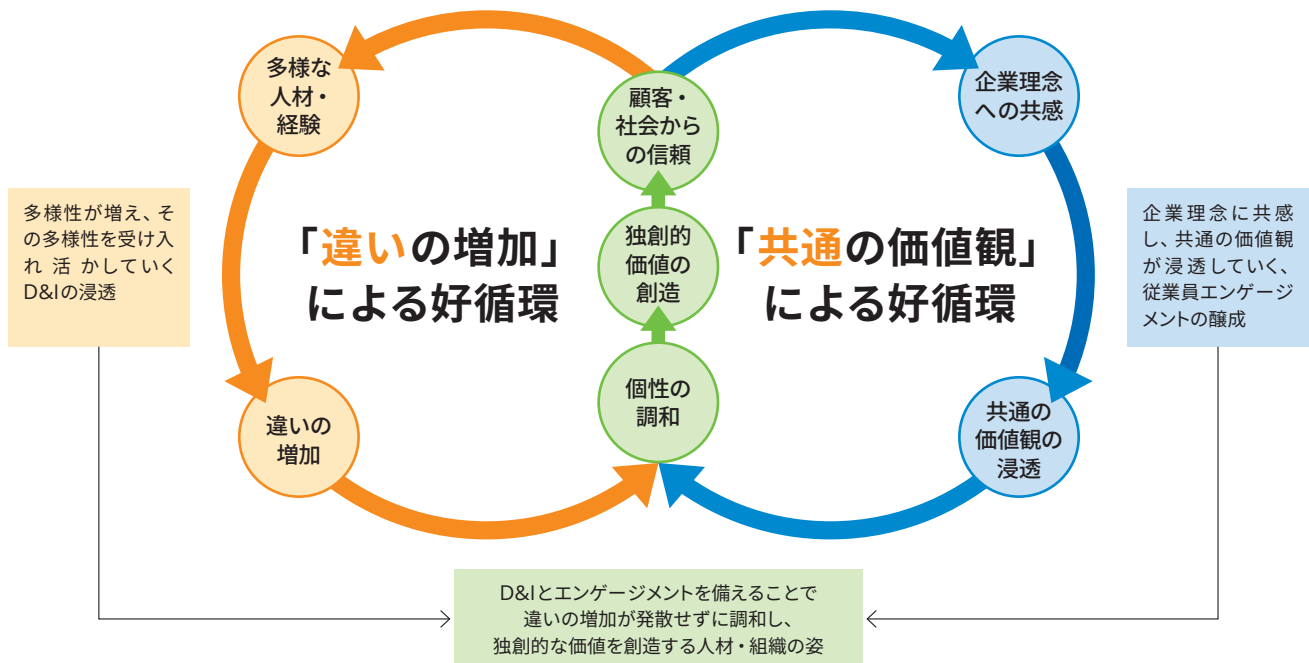 多様な
人材・
経験
顧客・
社会から
の信頼
企業理念
への共感
多様性が増え、そ
の多様性を受け入
れ活かしていく
D&Iの浸透
「違いの増加」
による好循環
独創的
価値の
創造
「共通の価値観」
による好循環
企業理念に共感
し、共通の価値観
が浸透していく、
従業員エンゲージ
メントの醸成
違いの
増加
個性の
調和
共通の
価値観の
浸透
D&Iとエンゲージメントを備えることで
違いの増加が発散せずに調和し、
独創的な価値を創造する人材・組織の姿